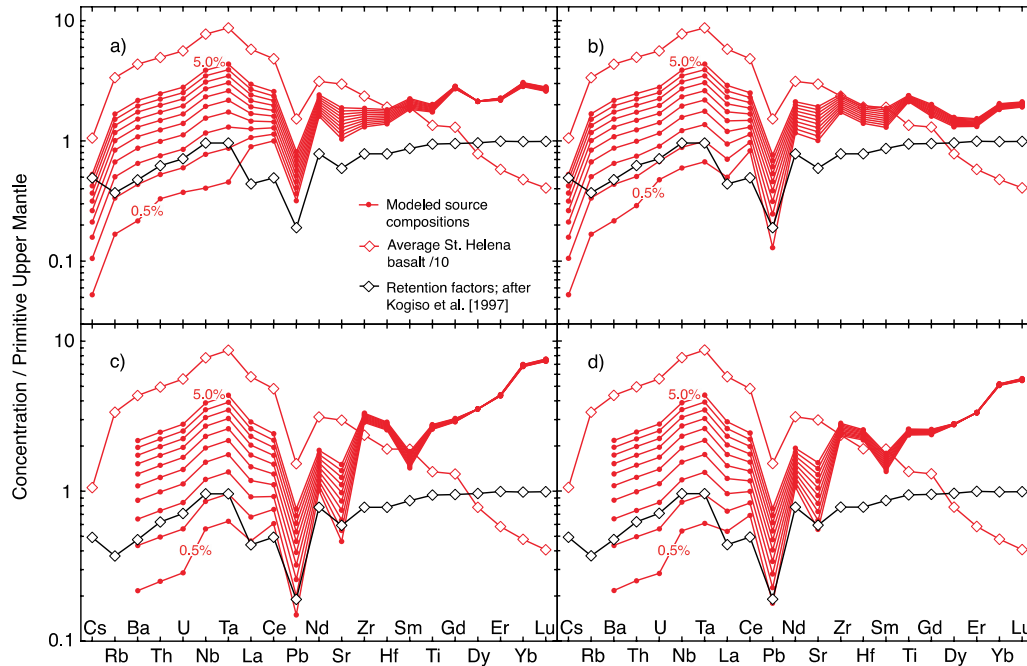 10
a)
5.0%
b)
5.0%
1
0.1
0.5%
0.5%
Modeled source
compositions
Average St. Helena
basalt /10
Retention factors; after
Kogiso et al. [1997]
Concentration / Primitive Upper Mantle
10
c)
5.0%
d)
5.0%
1
0.5%
0.5%
0.1
Cs Ba U Ta Ce Nd Zr Sm Gd Er Lu Cs Ba U Ta Ce Nd Zr Sm Gd Er Lu
Rb Th Nb La Pb Sr Hf Ti Dy Yb Rb Th Nb La Pb Sr Hf Ti Dy Yb